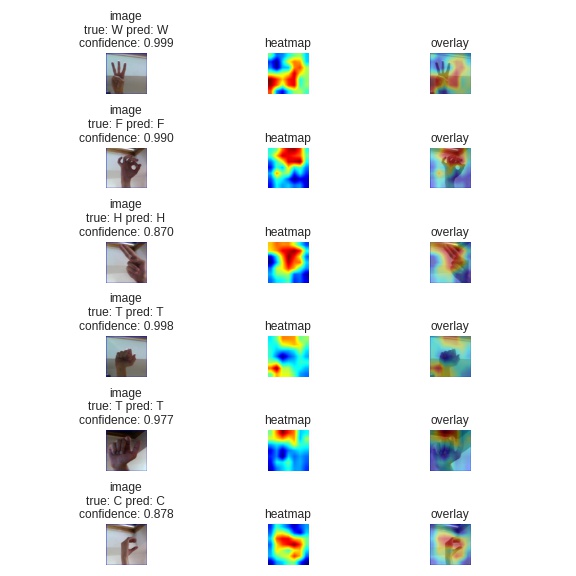 image
true: W pred: W
confidence: 0.999
heatmap
overlay
image
true: F pred: F
confidence: 0.990
heatmap
overlay
image
true: H pred: H
confidence: 0.870
heatmap
overlay
image
true: T pred: T
confidence: 0.998
heatmap
overlay
image
true: T pred: T
confidence: 0.977
heatmap
overlay
image
true: C pred: C
confidence: 0.878
heatmap
overlay